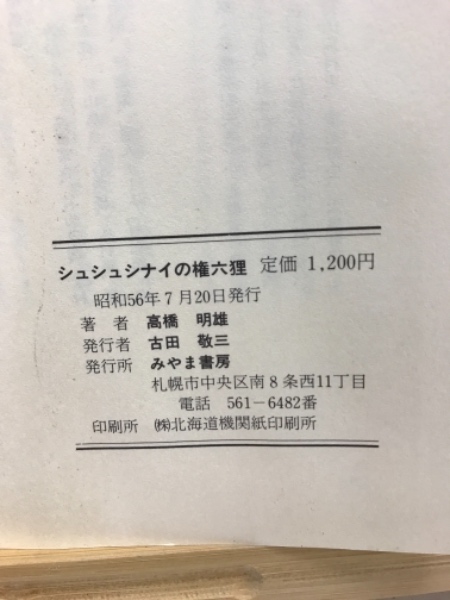 シュシュシナイの権六狸 定価 1,200円
昭和56年7月20日発行
著者 高橋 明雄
発行者 古田 敬三
発行所 みやま書房
札幌市中央区南8条西11丁目
電話 561-6482番
印刷所 ㈱北海道機関紙印刷所